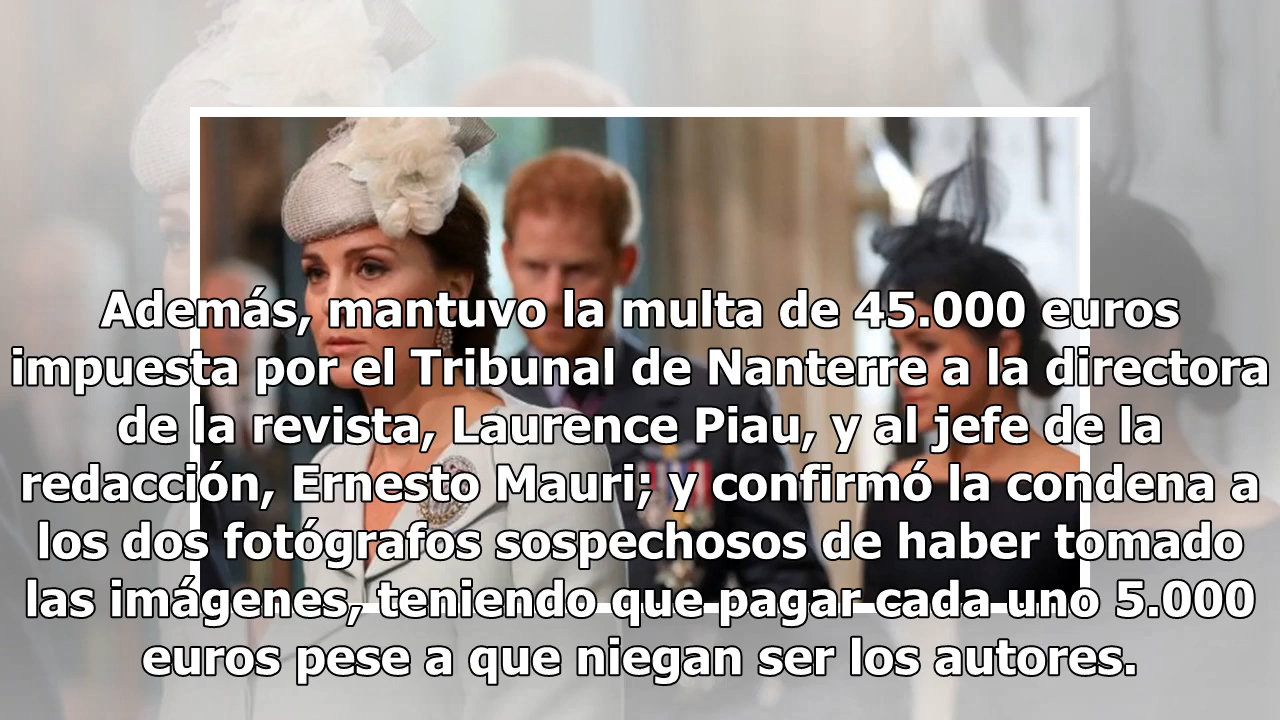 Además, mantuvo la multa de 45.000 euros
impuesta por el Tribunal de Nanterre a la directora
de la revista, Laurence Piau, y al jefe de la
redacción, Ernesto Mauri; y confirmó la condena a
los dos fotógrafos sospechosos de haber tomado
las imágenes, teniendo que pagar cada uno 5.000
euros pese a que niegan ser los autores.